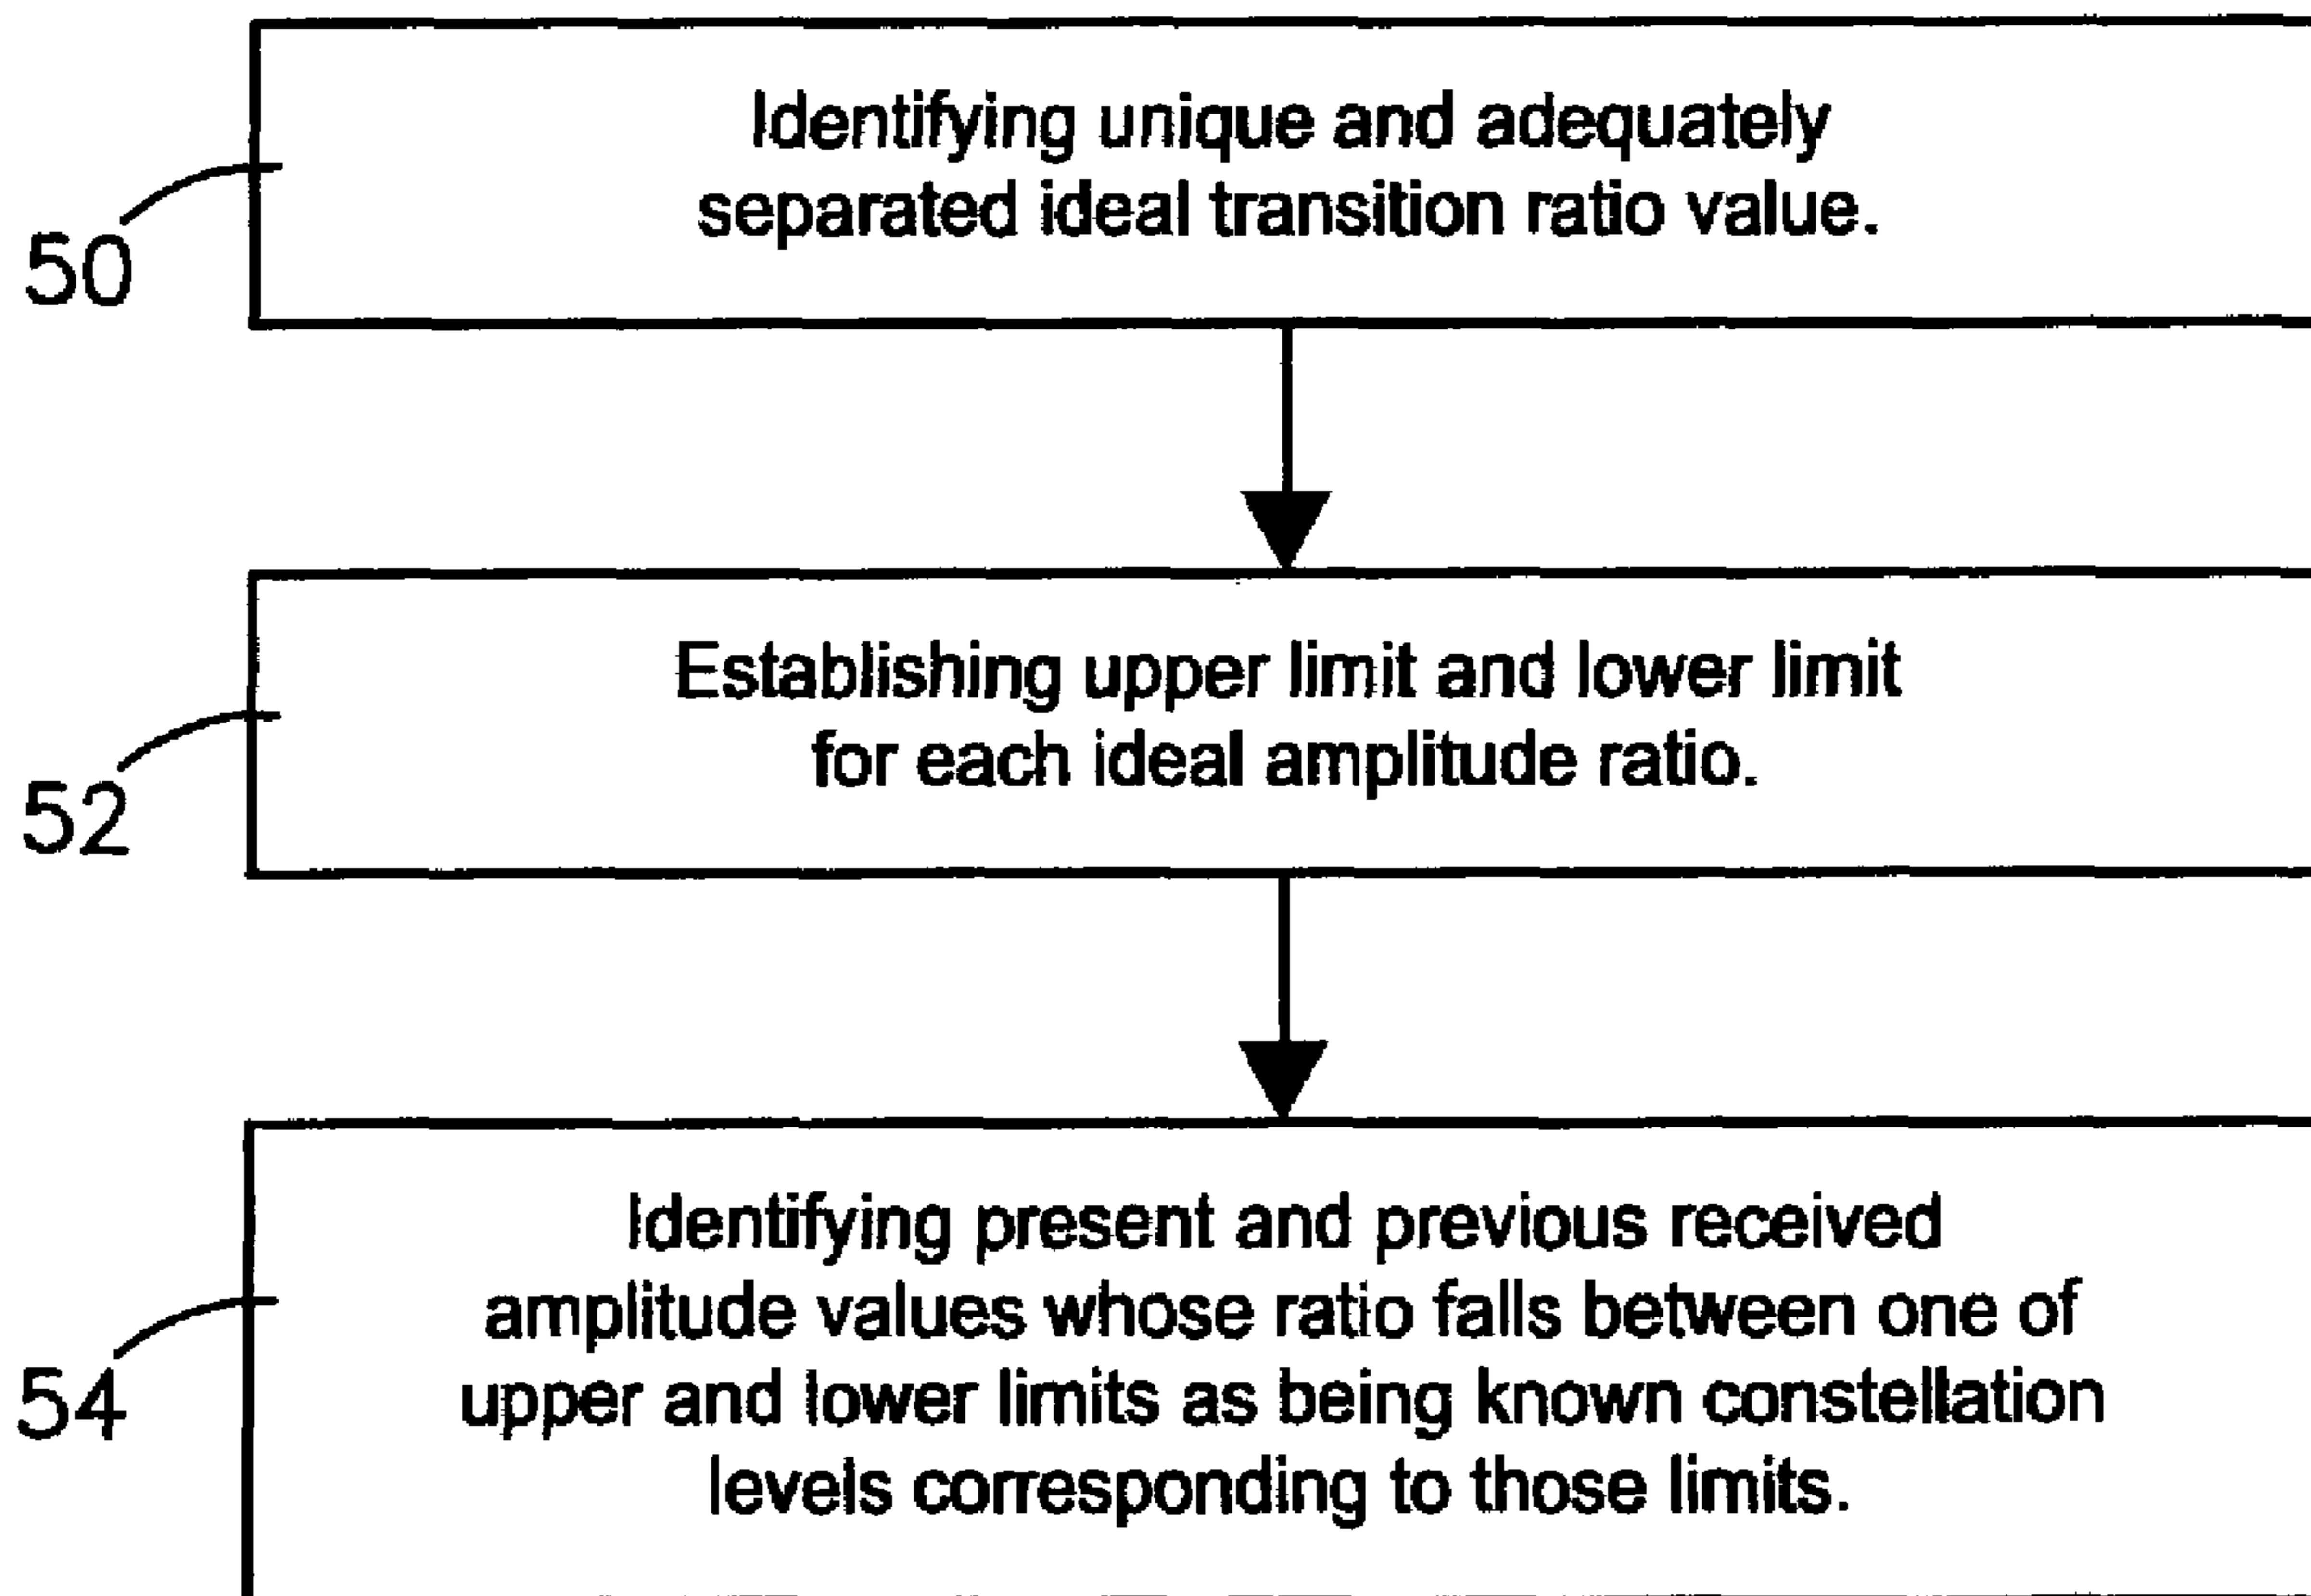 Identifying unique and adequately
separated ideal transition ratio value.
50
Establishing upper limit and lower limit
for each ideal amplitude ratio.
52
Identifying present and previous received
amplitude values whose ratio falls between one of
upper and lower limits as being known constellation
levels corresponding to those limits.
54